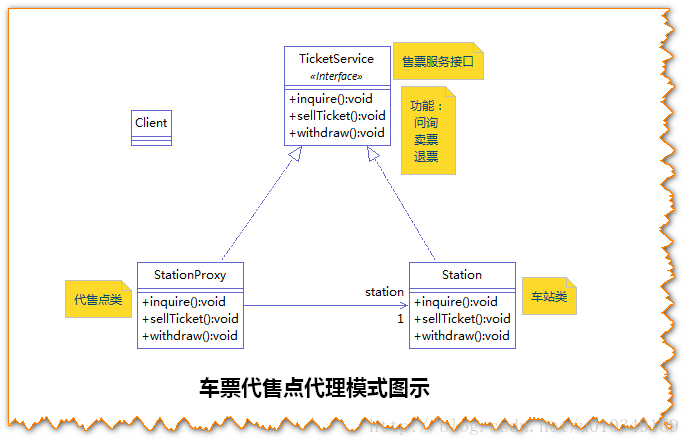 TicketService
«Interface»
+inquire():void
+sellTicket():void
+withdraw():void
售票服务接口
功能：
问询
卖票
退票
Client
StationProxy
+inquire():void
+sellTicket():void
+withdraw():void
代售点类
station
1
Station
+inquire():void
+sellTicket():void
+withdraw():void
车站类
车票代售点代理模式图示